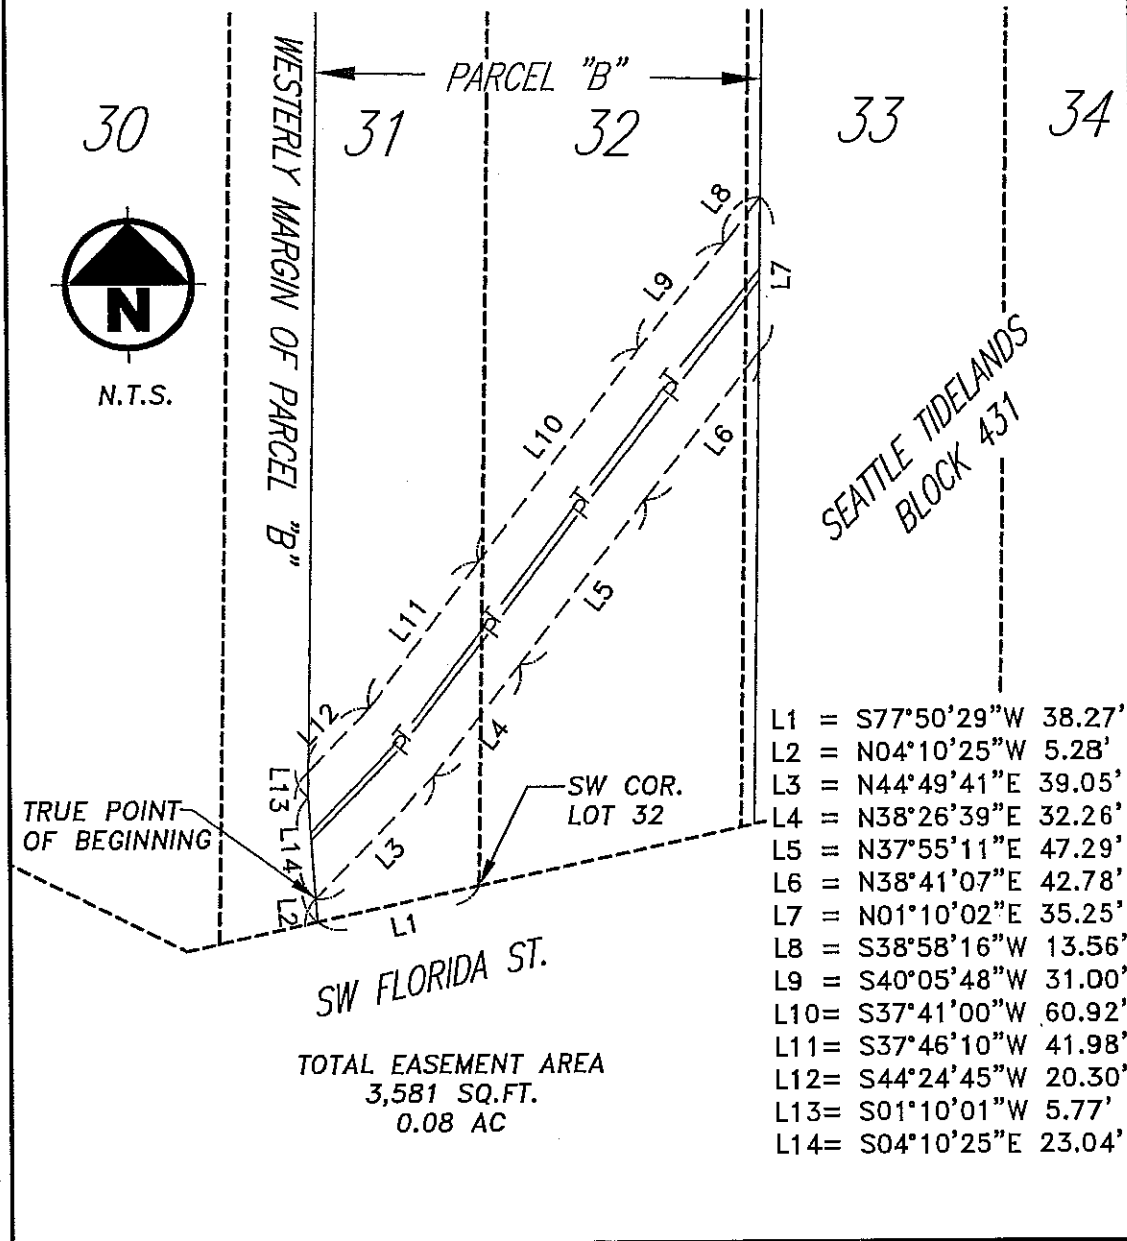 PARCEL "B"
30
31
32
33
34
WESTERLY MARGIN OF PARCEL "B"
N
N.T.S.
L8
L7
L9
L10
L6
SEATTLE TIDELANDS
BLOCK 431
L5
L11
L12
L4
L13
L14
L3
L2
L1
TRUE POINT
OF BEGINNING
SW COR.
LOT 32
PT
PT
PT
PT
SW FLORIDA ST.
TOTAL EASEMENT AREA
3,581 SQ.FT.
0.08 AC
L1 = S77°50'29"W 38.27'
L2 = N04°10'25"W 5.28'
L3 = N44°49'41"E 39.05'
L4 = N38°26'39"E 32.26'
L5 = N37°55'11"E 47.29'
L6 = N38°41'07"E 42.78'
L7 = N01°10'02"E 35.25'
L8 = S38°58'16"W 13.56'
L9 = S40°05'48"W 31.00'
L10= S37°41'00"W 60.92'
L11= S37°46'10"W 41.98'
L12= S44°24'45"W 20.30'
L13= S01°10'01"W 5.77'
L14= S04°10'25"E 23.04'